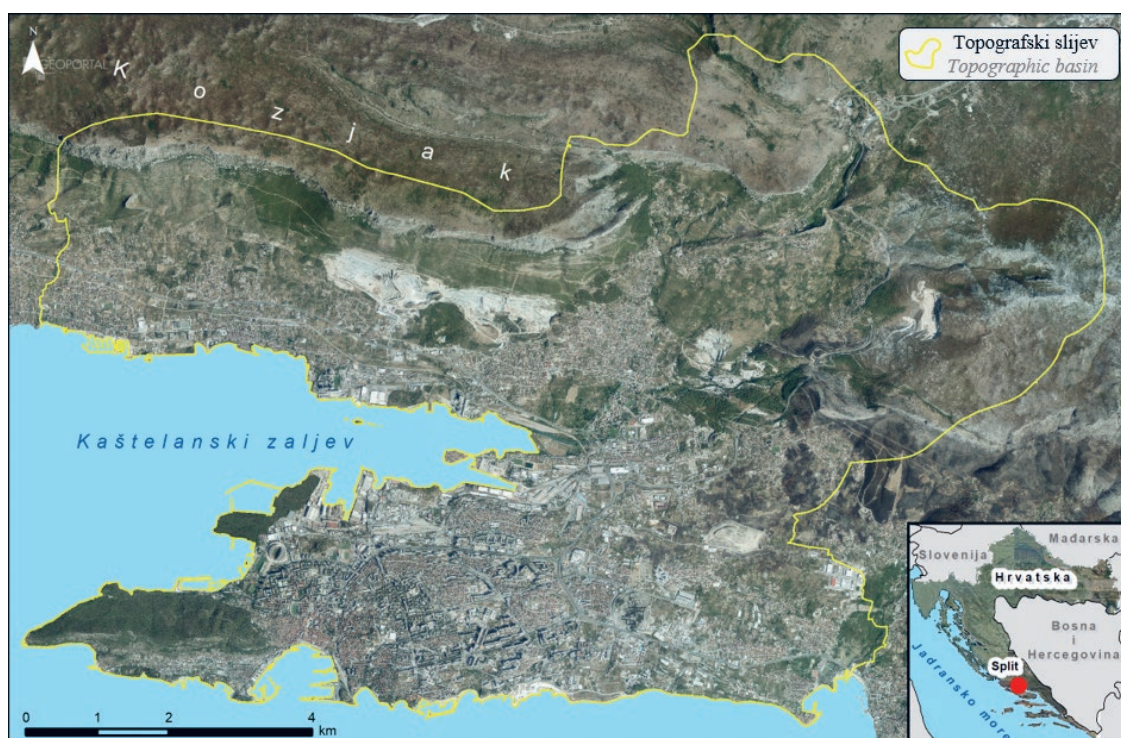 N
GEOPORTAL
Kozjak
Topografski slijev
Topographic basin
Kaštelanski zaljev
0 1 2 4
km
Slovenija
Mađarska
Hrvatska
Bosna
i
Hercegovina
Split
Jadransko more